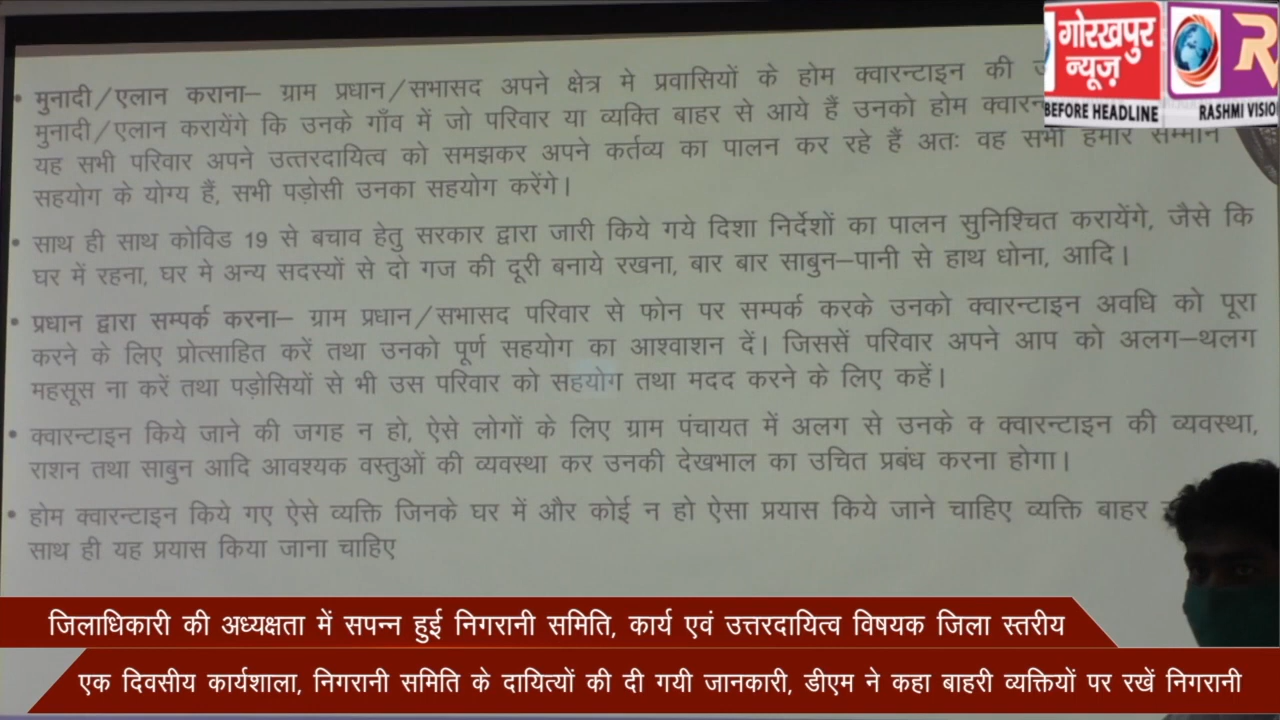 गोरखपुर
न्यूज़
BEFORE HEADLINE
R
RASHMI VISIO
• मुनादी/एलान कराना– ग्राम प्रधान/सभासद अपने क्षेत्र मे प्रवासियों के होम क्वारन्टाइन की
मुनादी/एलान करायेंगे कि उनके गाँव में जो परिवार या व्यक्ति बाहर से आये हैं उनको होम
यह सभी परिवार अपने उत्तरदायित्व को समझकर अपने कर्तव्य का पालन कर रहे हैं अतः वह सभी हमारे सम्मान
सहयोग के योग्य हैं, सभी पड़ोसी उनका सहयोग करेंगे।
• साथ ही साथ कोविड 19 से बचाव हेतु सरकार द्वारा जारी किये गये दिशा निर्देशों का पालन सुनिश्चित करायेंगे, जैसे कि
घर में रहना, घर मे अन्य सदस्यों से दो गज की दूरी बनाये रखना, बार बार साबुन–पानी से हाथ धोना, आदि।
• प्रधान द्वारा सम्पर्क करना– ग्राम प्रधान/सभासद परिवार से फोन पर सम्पर्क करके उनको क्वारन्टाइन अवधि को पूरा
करने के लिए प्रोत्साहित करें तथा उनको पूर्ण सहयोग का आश्वाशन दें। जिससें परिवार अपने आप को अलग–थलग
महसूस ना करें तथा पड़ोसियों से भी उस परिवार को सहयोग तथा मदद करने के लिए कहें।
• क्वारन्टाइन किये जाने की जगह न हो, ऐसे लोगों के लिए ग्राम पंचायत में अलग से उनके क क्वारन्टाइन की व्यवस्था,
राशन तथा साबुन आदि आवश्यक वस्तुओं की व्यवस्था कर उनकी देखभाल का उचित प्रबंध करना होगा।
• होम क्वारन्टाइन किये गए ऐसे व्यक्ति जिनके घर में और कोई न हो ऐसा प्रयास किये जाने चाहिए व्यक्ति बाहर
साथ ही यह प्रयास किया जाना चाहिए
जिलाधिकारी की अध्यक्षता में सपन्न हुई निगरानी समिति, कार्य एवं उत्तरदायित्व विषयक जिला स्तरीय
एक दिवसीय कार्यशाला, निगरानी समिति के दायित्यों की दी गयी जानकारी, डीएम ने कहा बाहरी व्यक्तियों पर रखें निगरानी